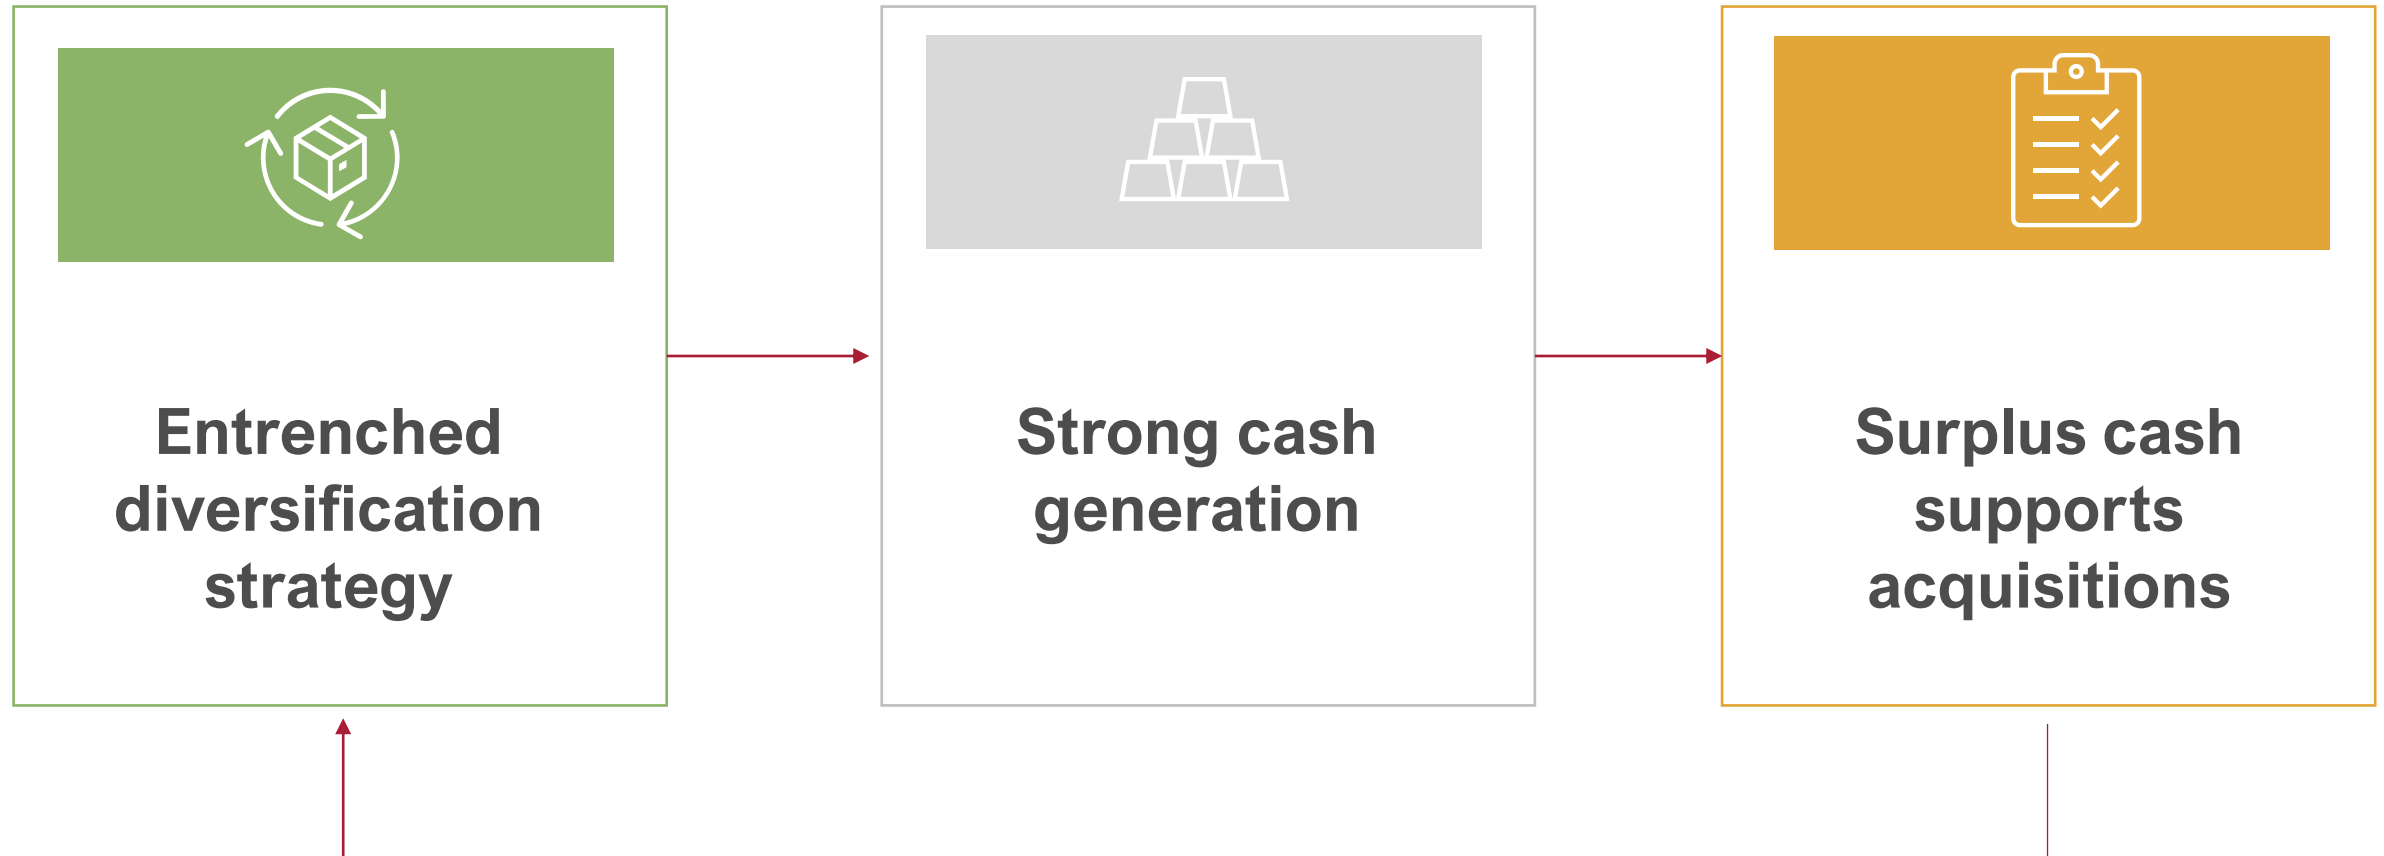 Entrenched
diversification
strategy
Strong cash
generation
Surplus cash
supports
acquisitions